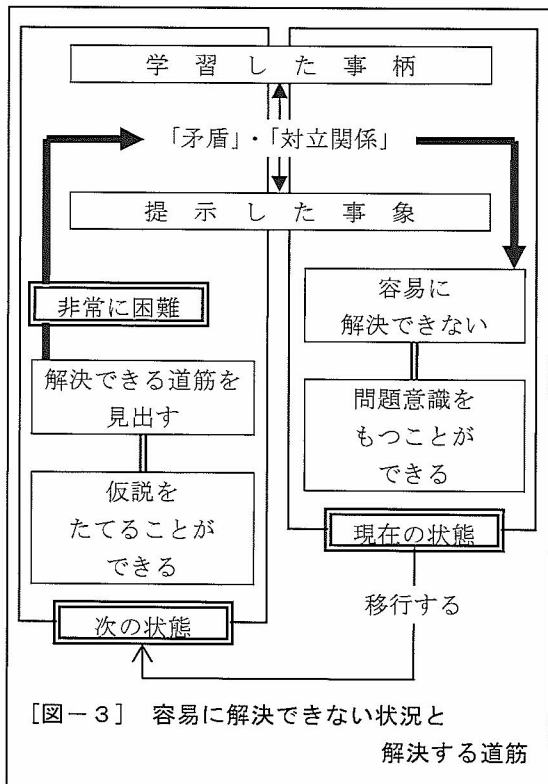 学習した事柄
「矛盾」・「対立関係」
提示した事象
非常に困難
解決できる道筋を
見出す
仮説を
たてることが
できる
次の状態
容易に
解決できない
問題意識を
もつことが
できる
現在の状態
移行する
[図-3] 容易に解決できない状況と
解決する道筋